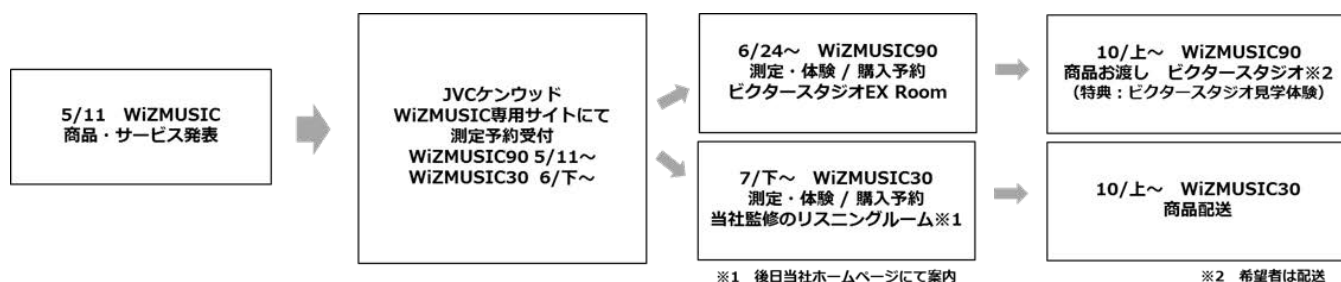 5/11　WiZMUSIC
商品・サービス発表
JVCケンウッド
WiZMUSIC専用サイトにて
測定予約受付
WiZMUSIC90 5/11～
WiZMUSIC30  6/下～
6/24～　WiZMUSIC90
測定・体験 / 購入予約
ビクタースタジオEX Room
7/下～　WiZMUSIC30
測定・体験 / 購入予約
当社監修のリスニングルーム※1
※1　後日当社ホームページにて案内
10/上～　WiZMUSIC90
商品お渡し　ビクタースタジオ※2
（特典：ビクタースタジオ見学体験）
10/上～　WiZMUSIC30
商品配送
※2　希望者は配送